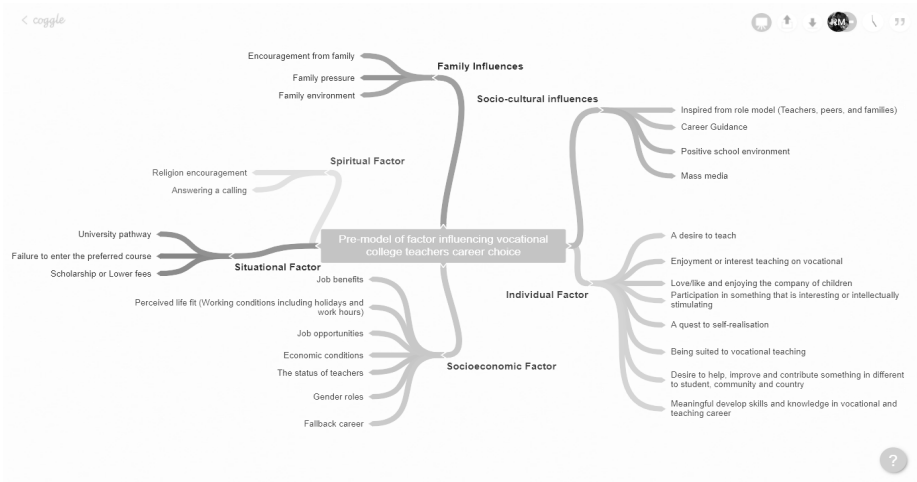 coggle
RM
Encouragement from family
Family pressure
Family environment
Family Influences
Socio-cultural influences
Inspired from role model (Teachers, peers, and families)
Career Guidance
Positive school environment
Mass media
Spiritual Factor
Religion encouragement
Answering a calling
University pathway
Failure to enter the preferred course
Scholarship or Lower fees
Situational Factor
Pre-model of factor influencing vocational
college teachers career choice
Job benefits
Perceived life fit (Working conditions including holidays and
work hours)
Job opportunities
Economic conditions
The status of teachers
Gender roles
Fallback career
Socioeconomic Factor
Individual Factor
A desire to teach
Enjoyment or interest teaching on vocational
Love/like and enjoying the company of children
Participation in something that is interesting or intellectually
stimulating
A quest to self-realisation
Being suited to vocational teaching
Desire to help, improve and contribute something in different
to student, community and country
Meaningful develop skills and knowledge in vocational and
teaching career
?